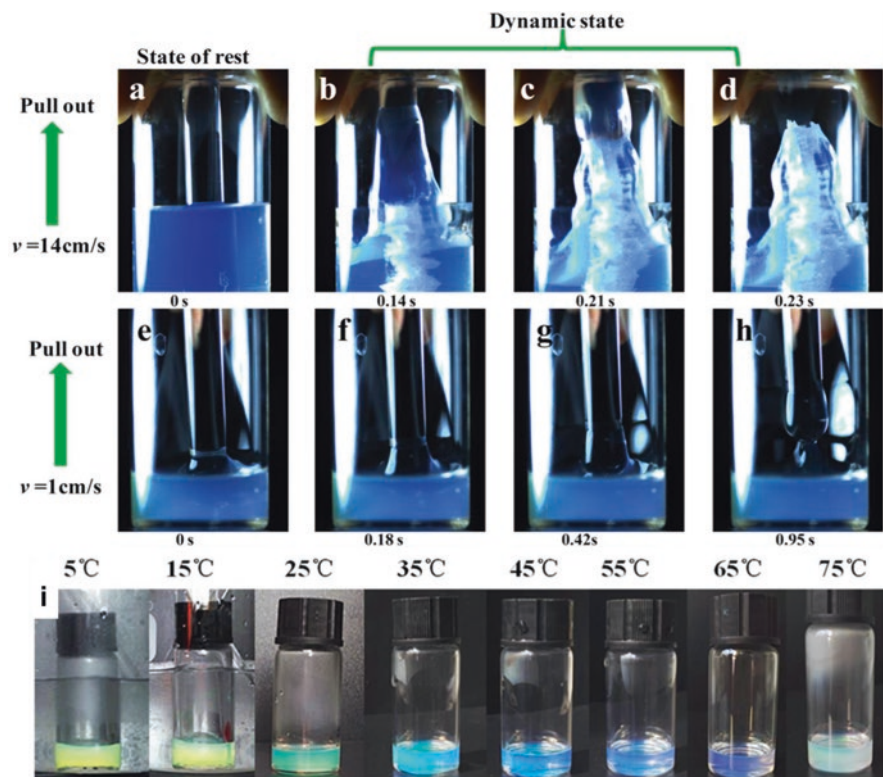 Dynamic state
State of rest
a
b
c
d
Pull out
v =14cm/s
0 s
0.14 s
0.21 s
0.23 s
e
f
g
h
Pull out
v =1cm/s
0 s
0.18 s
0.42s
0.95 s
5℃ 15℃ 25℃ 35℃ 45℃ 55℃ 65℃ 75℃
i